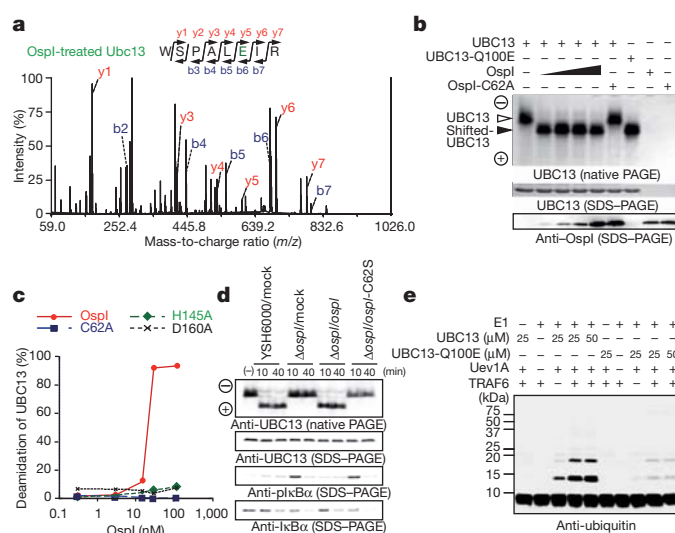 a
y1 y2 y3 y4 y5 y6 y7
OspI-treated Ubc13
W S P A L E I R
b3 b4 b5 b6 b7
Intensity (%)
100
75
50
25
0
y1
b2
y3
b4
y4
b5
y5
b6
y6
y7
b7
59.0 252.4 445.8 639.2 832.6 1026.0
Mass-to-charge ratio (m/z)
b
UBC13 + + + + + + + – – –
UBC13-Q100E – – – – – – – + – –
OspI – – – – +
OspI-C62A – – – – – – + – – +
–
UBC13
Shifted-
UBC13
+
UBC13 (native PAGE)
UBC13 (SDS–PAGE)
Anti–OspI (SDS–PAGE)
c
OspI H145A
C62A D160A
Deamidation of UBC13 (%)
100
80
60
40
20
0
0.1 1 10 100 1,000
OspI (nM)
d
YSH6000/mock
ΔospI/mock
ΔospI/ospI
ΔospI/ospI-C62S
(–) 10 40 10 40 10 40 10 40 (min)
–
+
Anti-UBC13 (native PAGE)
Anti-UBC13 (SDS–PAGE)
Anti-pIκBα (SDS–PAGE)
Anti-IκBα (SDS–PAGE)
e
E1 – + + + + – + + + +
UBC13 (μM) 25 – 25 25 50 – – – – –
UBC13-Q100E (μM) – – – – – 25 – 25 25 50
Uev1A + + + + + + + + + +
TRAF6 + + – + + + + – + +
(kDa)
75
50
37
25
20
15
10
Anti-ubiquitin